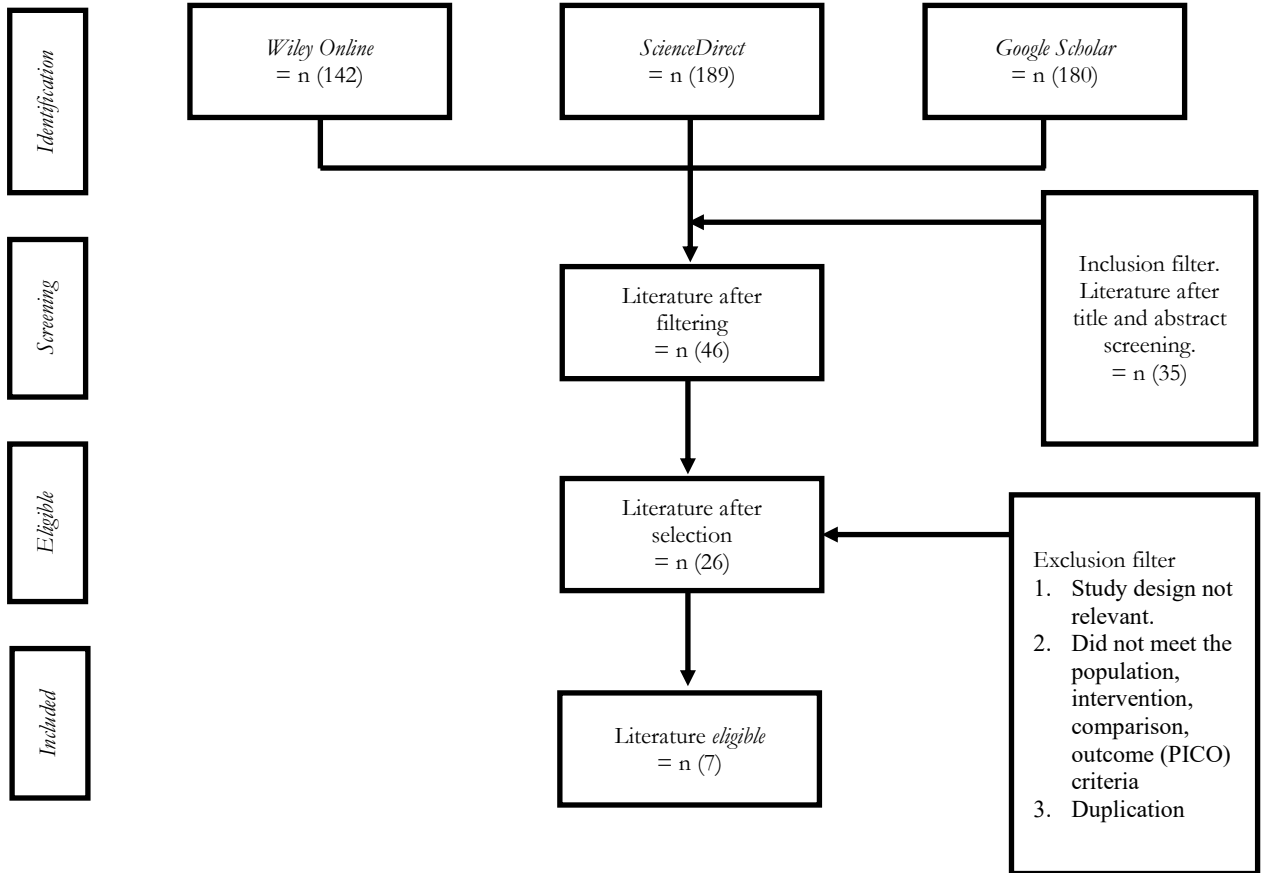 Identification
Wiley Online
= n (142)
ScienceDirect
= n (189)
Google Scholar
= n (180)
Screening
Literature after
filtering
= n (46)
Inclusion filter.
Literature after
title and abstract
screening.
= n (35)
Eligible
Literature after
selection
= n (26)
Exclusion filter
1. Study design not
relevant.
2. Did not meet the
population,
intervention,
comparison,
outcome (PICO)
criteria
3. Duplication
Included
Literature eligible
= n (7)